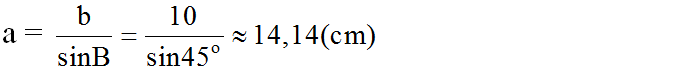 a = b/sinB = 10/sin45° ≈ 14,14(cm)